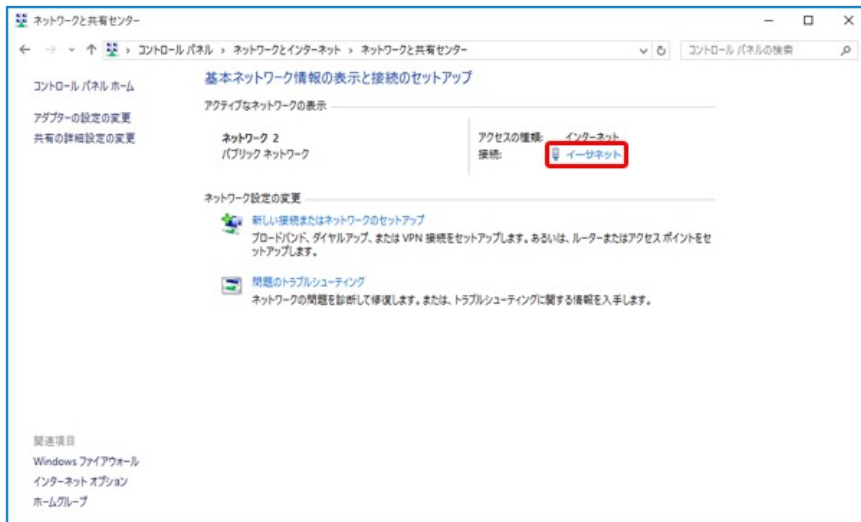 ネットワークと共有センター
コントロール パネル › ネットワークとインターネット › ネットワークと共有センター
コントロール パネルの検索
コントロール パネル ホーム
アダプターの設定の変更
共有の詳細設定の変更
基本ネットワーク情報の表示と接続のセットアップ
アクティブなネットワークの表示
ネットワーク 2
パブリック ネットワーク
アクセスの種類: インターネット
接続: イーサネット
ネットワーク設定の変更
新しい接続またはネットワークのセットアップ
ブロードバンド、ダイヤルアップ、または VPN 接続をセットアップします。あるいは、ルーターまたはアクセス ポイントをセ
ットアップします。
問題のトラブルシューティング
ネットワークの問題を診断して修復します。または、トラブルシューティングに関する情報を入手します。
関連項目
Windows ファイアウォール
インターネット オプション
ホームグループ